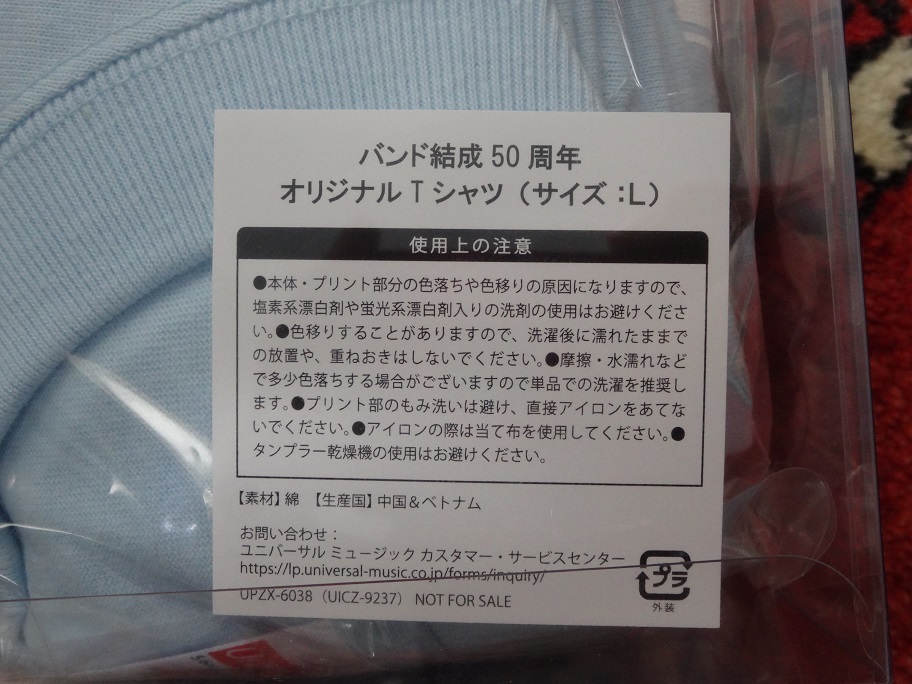 バンド結成 50 周年
オリジナル T シャツ（サイズ：L）
使用上の注意
●本体・プリント部分の色落ちや色移りの原因になりますので、
塩素系漂白剤や蛍光系漂白剤入りの洗剤の使用はお避けくださ
い。●色移りすることがありますので、洗濯後に濡れたままで
の放置や、重ねおきはしないでください。●摩擦・水濡れなど
で多少色落ちする場合がございますので単品での洗濯を推奨し
ます。●プリント部のもみ洗いは避け、直接アイロンをあてな
いでください。●アイロンの際は当て布を使用してください。●
タンブラー乾燥機の使用はお避けください。
【素材】綿 【生産国】中国＆ベトナム
お問い合わせ：
ユニバーサル ミュージック カスタマー・サービスセンター
https://lp.universal-music.co.jp/forms/inquiry/
UPZX-6038（UICZ-9237） NOT FOR SALE
プラ
外装